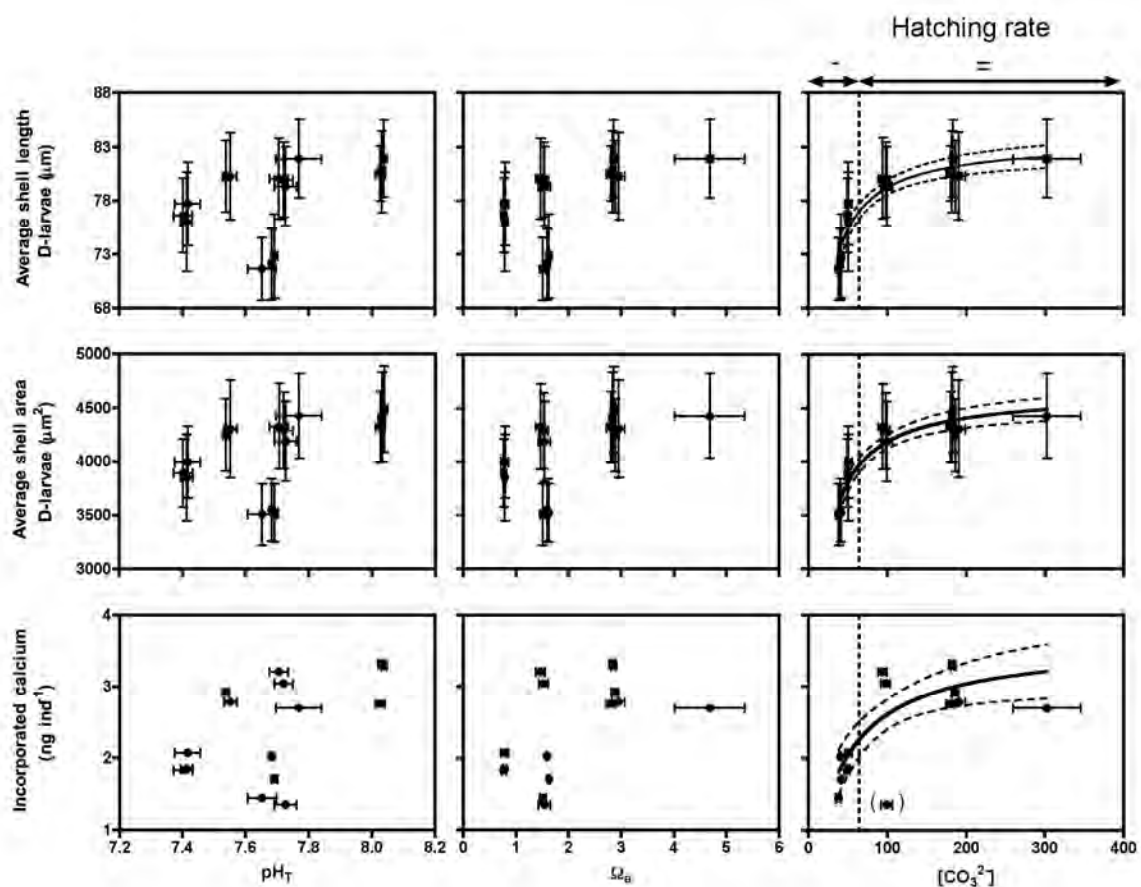 Hatching rate
- =
Average shell length
D-larvae (μm)
88
83
78
73
68
Average shell area
D-larvae (μm²)
5000
4500
4000
3500
3000
Incorporated calcium
(ng ind⁻¹)
4
3
2
1
( )
7.2 7.4 7.6 7.8 8.0 8.2
0 1 2 3 4 5 6
0 100 200 300 400
pH_T
Ω_a
[CO₃²⁻]